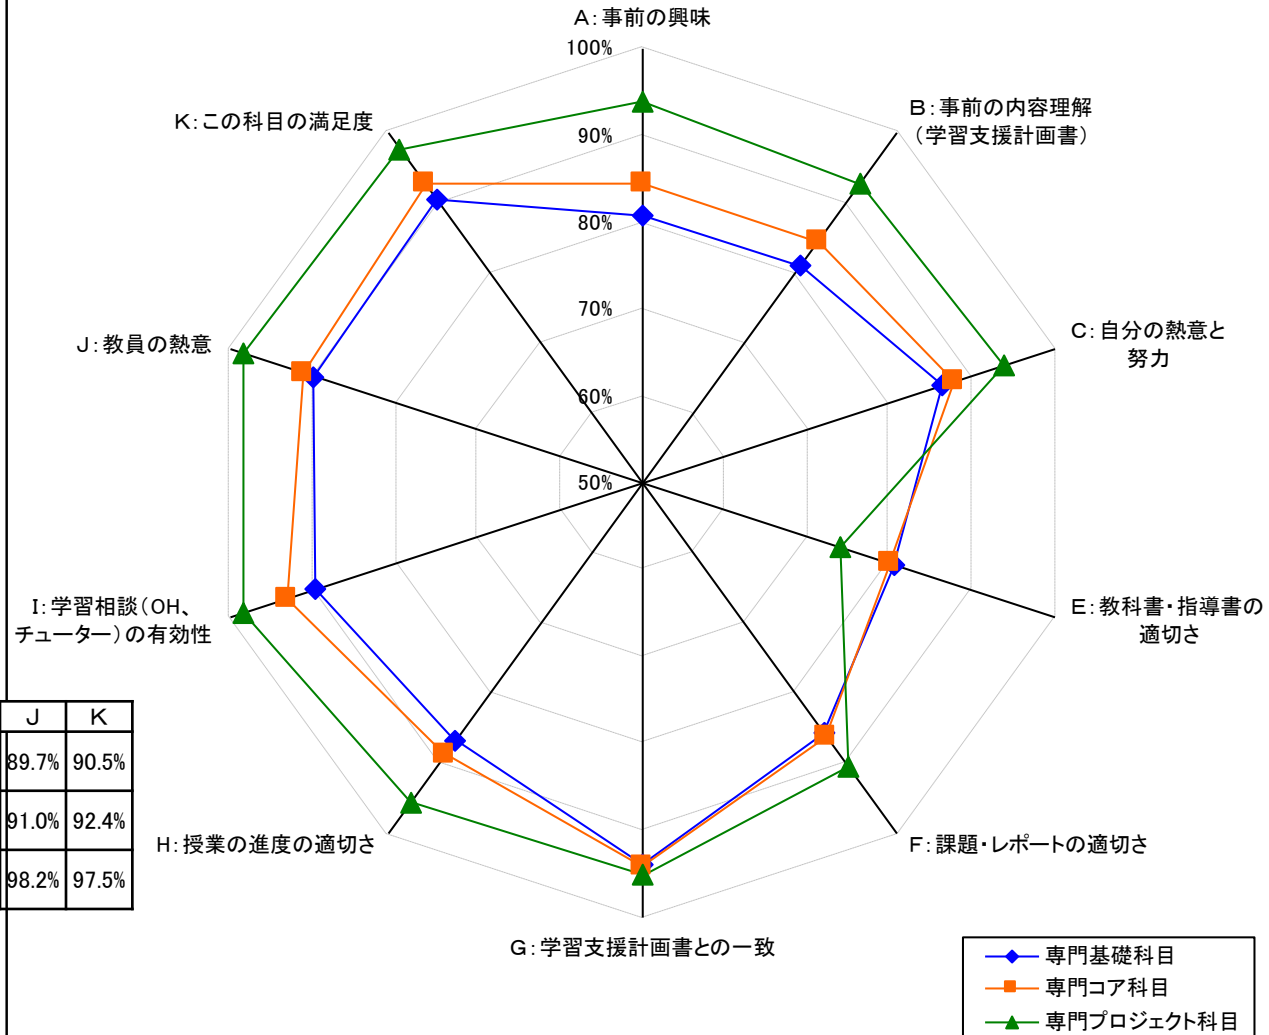 A:事前の興味
100%
K:この科目の満足度
B:事前の内容理解
(学習支援計画書)
90%
80%
J:教員の熱意
C:自分の熱意と
努力
70%
60%
50%
I:学習相談(OH、
チューター)の有効性
E:教科書・指導書の
適切さ
J K
89.7% 90.5%
91.0% 92.4%
98.2% 97.5%
H:授業の進度の適切さ
F:課題・レポートの適切さ
G:学習支援計画書との一致
専門基礎科目
専門コア科目
専門プロジェクト科目